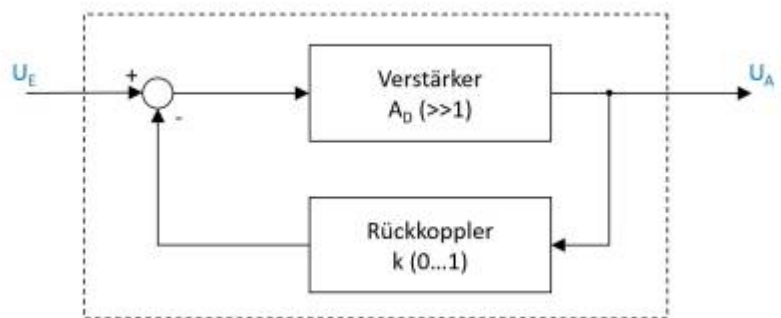 U_E
+
-
Verstärker
A_D (>>1)
U_A
Rückkoppler
k (0...1)